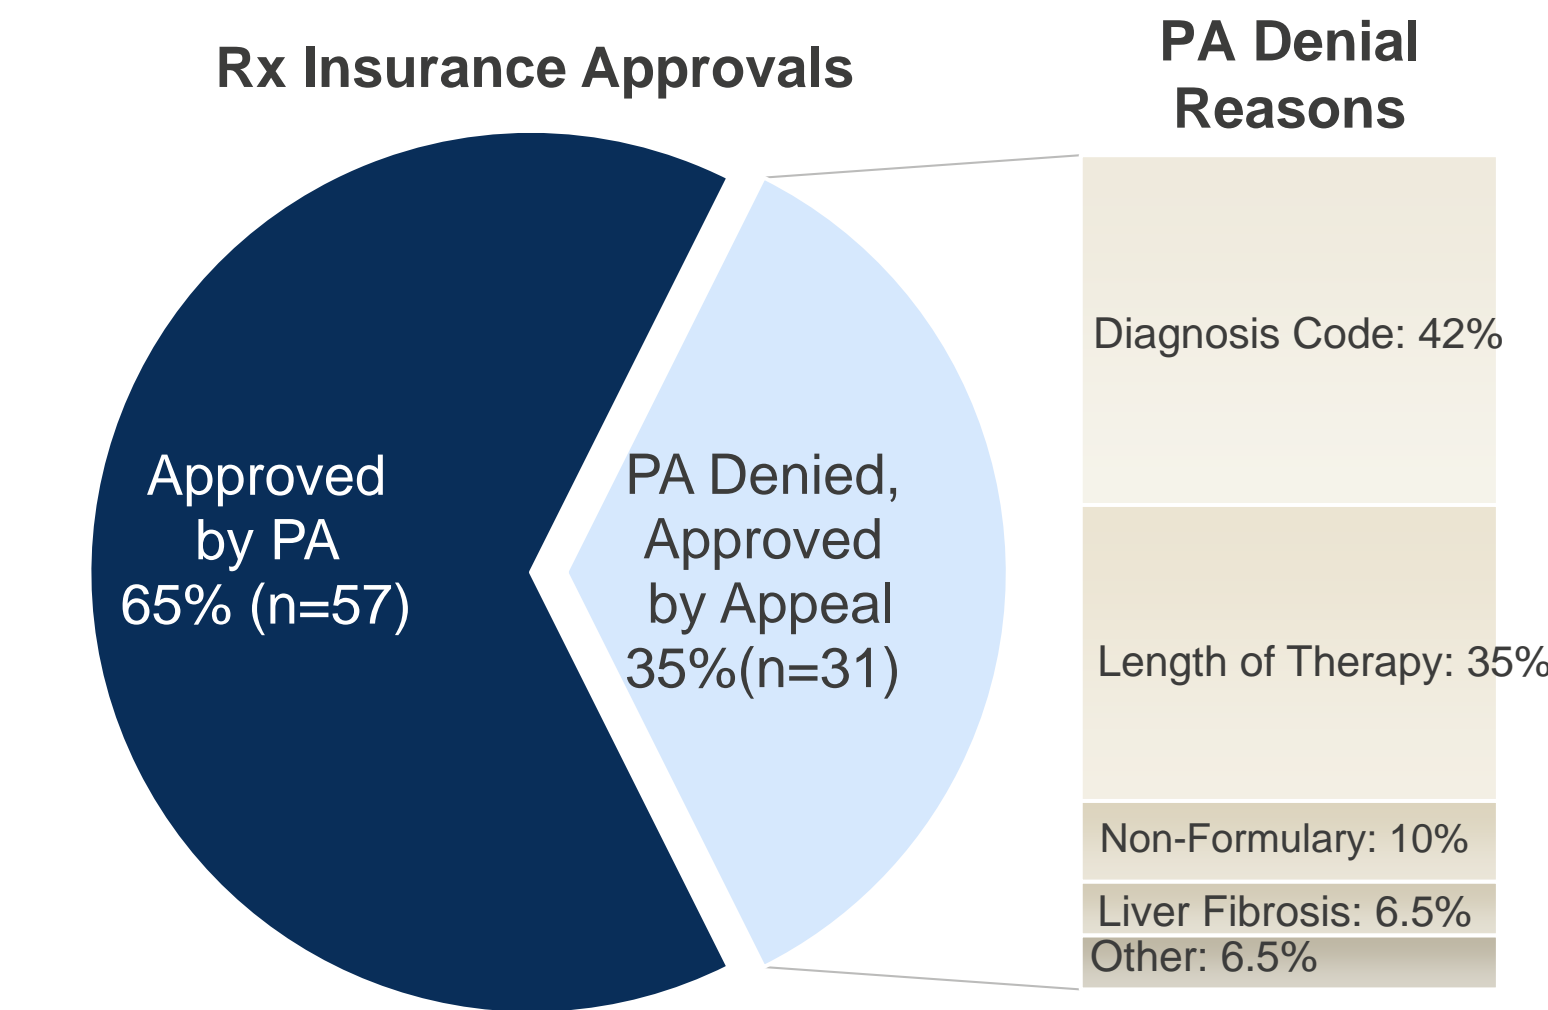 Rx Insurance Approvals
PA Denial
Reasons
Approved
by PA
65% (n=57)
PA Denied,
Approved
by Appeal
35%(n=31)
Diagnosis Code: 42%
Length of Therapy: 35%
Non-Formulary: 10%
Liver Fibrosis: 6.5%
Other: 6.5%